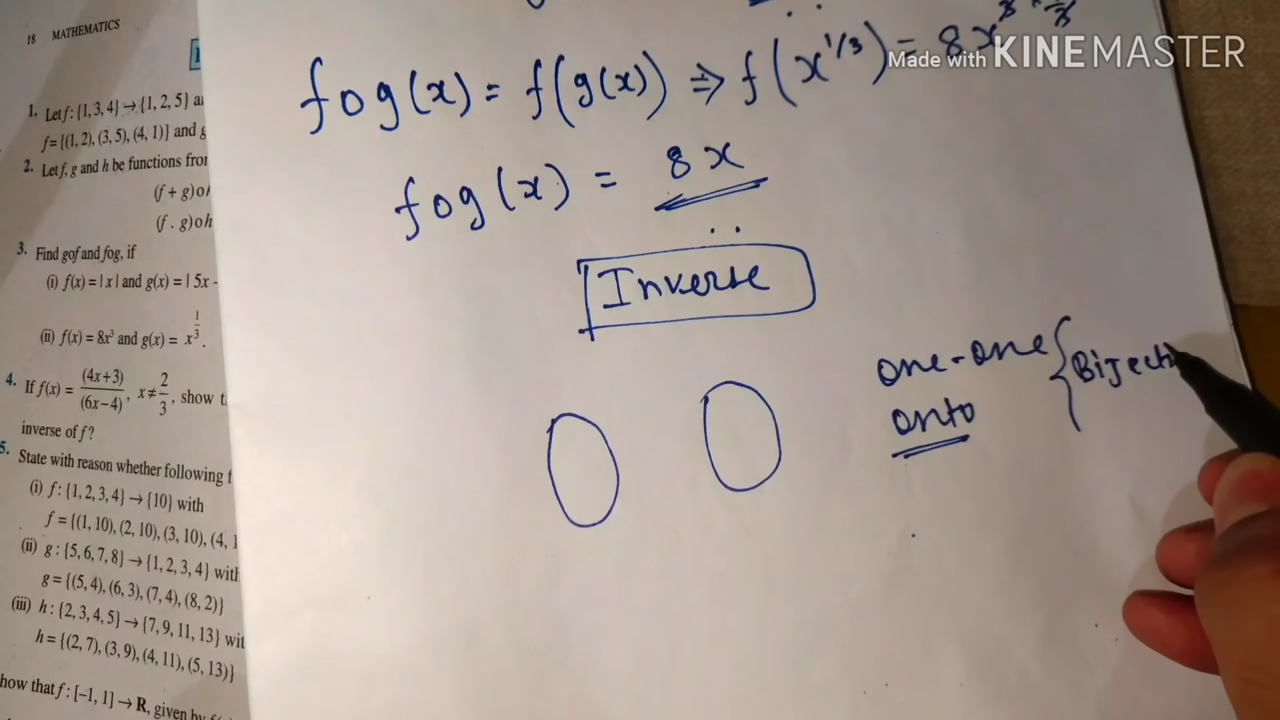 18 MATHEMATICS
1. Let f : {1, 3, 4} → {1, 2, 5} a
f = {(1, 2), (3, 5), (4, 1)} and g
2. Let f, g and h be functions from
(f + g)o
(f . g)oh
3. Find gof and fog, if
(i) f(x) = | x | and g(x) = | 5x -
(ii) f(x) = 8x³ and g(x) = x^{1/3}.
4. If f(x) = (4x+3)/(6x−4), x ≠ 2/3, show t
inverse of f?
5. State with reason whether following f
(i) f : {1, 2, 3, 4} → {10} with
f = {(1, 10), (2, 10), (3, 10), (4, 1
(ii) g : {5, 6, 7, 8} → {1, 2, 3, 4} with
g = {(5, 4), (6, 3), (7, 4), (8, 2)}
(iii) h : {2, 3, 4, 5} → {7, 9, 11, 13} wit
h = {(2, 7), (3, 9), (4, 11), (5, 13)}
how that f : [–1, 1] → R, given by
fog(x) = f(g(x)) ⇒ f(x^{1/3}) = 8x
fog(x) = 8x
Inverse
one-one { Bijecti
onto
Made with KINEMASTER